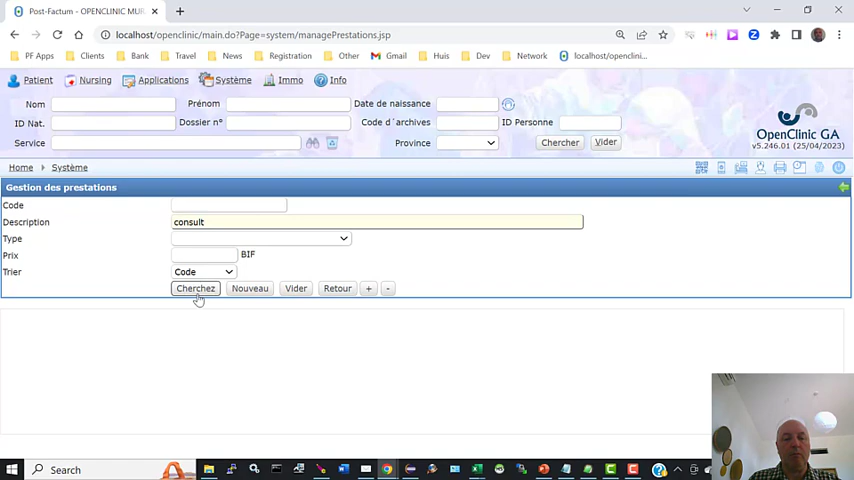 Post-Factum - OPENCLINIC MUR
localhost/openclinic/main.do?Page=system/managePrestations.jsp
PF Apps Clients Bank Travel News Registration Other Gmail Huis Dev Network localhost/openclini...
Patient Nursing Applications Système Immo Info
Nom Prénom Date de naissance
ID Nat. Dossier n° Code d`archives ID Personne
Service Province Chercher Vider
OpenClinic GA
v5.246.01 (25/04/2023)
Home Système
Gestion des prestations
Code
Description consult
Type
Prix BIF
Trier Code
Cherchez Nouveau Vider Retour + -
Search